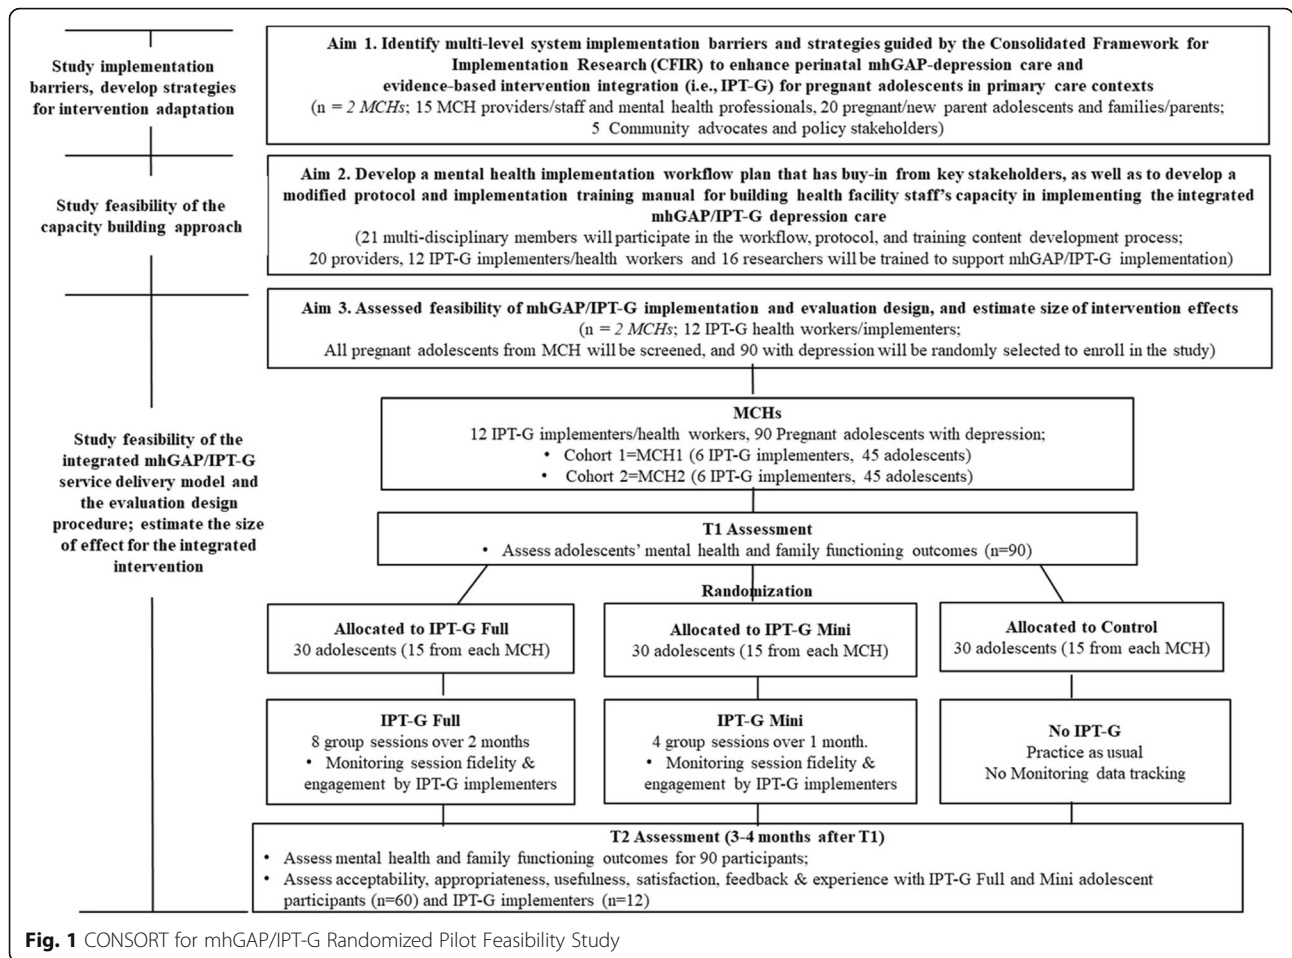 Study implementation
barriers, develop strategies
for intervention adaptation
Aim 1. Identify multi-level system implementation barriers and strategies guided by the Consolidated Framework for
Implementation Research (CFIR) to enhance perinatal mhGAP-depression care and
evidence-based intervention integration (i.e., IPT-G) for pregnant adolescents in primary care contexts
(n = 2 MCHs; 15 MCH providers/staff and mental health professionals, 20 pregnant/new parent adolescents and families/parents;
5 Community advocates and policy stakeholders)
Study feasibility of the
capacity building approach
Aim 2. Develop a mental health implementation workflow plan that has buy-in from key stakeholders, as well as to develop a
modified protocol and implementation training manual for building health facility staff's capacity in implementing the integrated
mhGAP/IPT-G depression care
(21 multi-disciplinary members will participate in the workflow, protocol, and training content development process;
20 providers, 12 IPT-G implementers/health workers and 16 researchers will be trained to support mhGAP/IPT-G implementation)
Study feasibility of the
integrated mhGAP/IPT-G
service delivery model and
the evaluation design
procedure; estimate the size
of effect for the integrated
intervention
Aim 3. Assessed feasibility of mhGAP/IPT-G implementation and evaluation design, and estimate size of intervention effects
(n = 2 MCHs; 12 IPT-G health workers/implementers;
All pregnant adolescents from MCH will be screened, and 90 with depression will be randomly selected to enroll in the study)
MCHs
12 IPT-G implementers/health workers, 90 Pregnant adolescents with depression;
• Cohort 1=MCH1 (6 IPT-G implementers, 45 adolescents)
• Cohort 2=MCH2 (6 IPT-G implementers, 45 adolescents)
T1 Assessment
• Assess adolescents' mental health and family functioning outcomes (n=90)
Randomization
Allocated to IPT-G Full
30 adolescents (15 from each MCH)
Allocated to IPT-G Mini
30 adolescents (15 from each MCH)
Allocated to Control
30 adolescents (15 from each MCH)
IPT-G Full
8 group sessions over 2 months
• Monitoring session fidelity &
engagement by IPT-G implementers
IPT-G Mini
4 group sessions over 1 month.
• Monitoring session fidelity &
engagement by IPT-G implementers
No IPT-G
Practice as usual
No Monitoring data tracking
T2 Assessment (3-4 months after T1)
• Assess mental health and family functioning outcomes for 90 participants;
• Assess acceptability, appropriateness, usefulness, satisfaction, feedback & experience with IPT-G Full and Mini adolescent
participants (n=60) and IPT-G implementers (n=12)
Fig. 1 CONSORT for mhGAP/IPT-G Randomized Pilot Feasibility Study